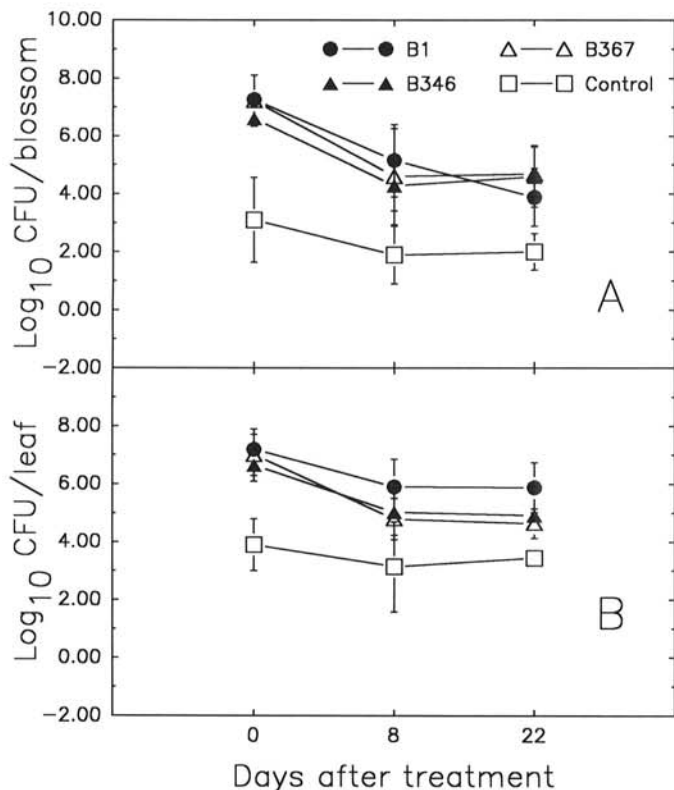 10.00
8.00
6.00
4.00
2.00
0.00
−2.00
Log10 CFU/blossom
B1
B367
B346
Control
A
8.00
6.00
4.00
2.00
0.00
−2.00
Log10 CFU/leaf
B
0
8
22
Days after treatment